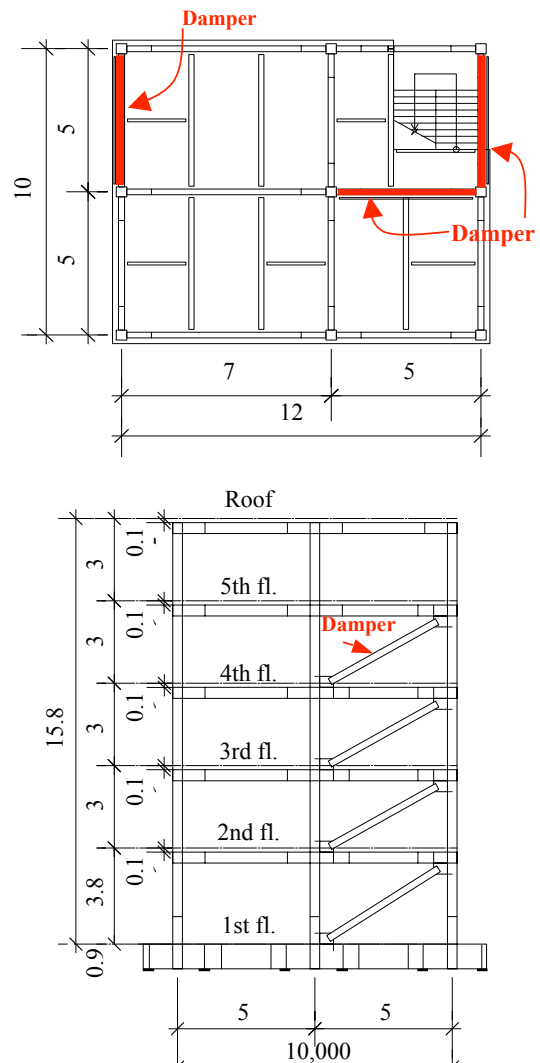 Damper
5
10
5
Damper
7
5
12
Roof
0.1
3
5th fl.
0.1
Damper
3
4th fl.
0.1
15.8
3
3rd fl.
0.1
3
2nd fl.
0.1
3.8
1st fl.
0.9
5
5
10,000